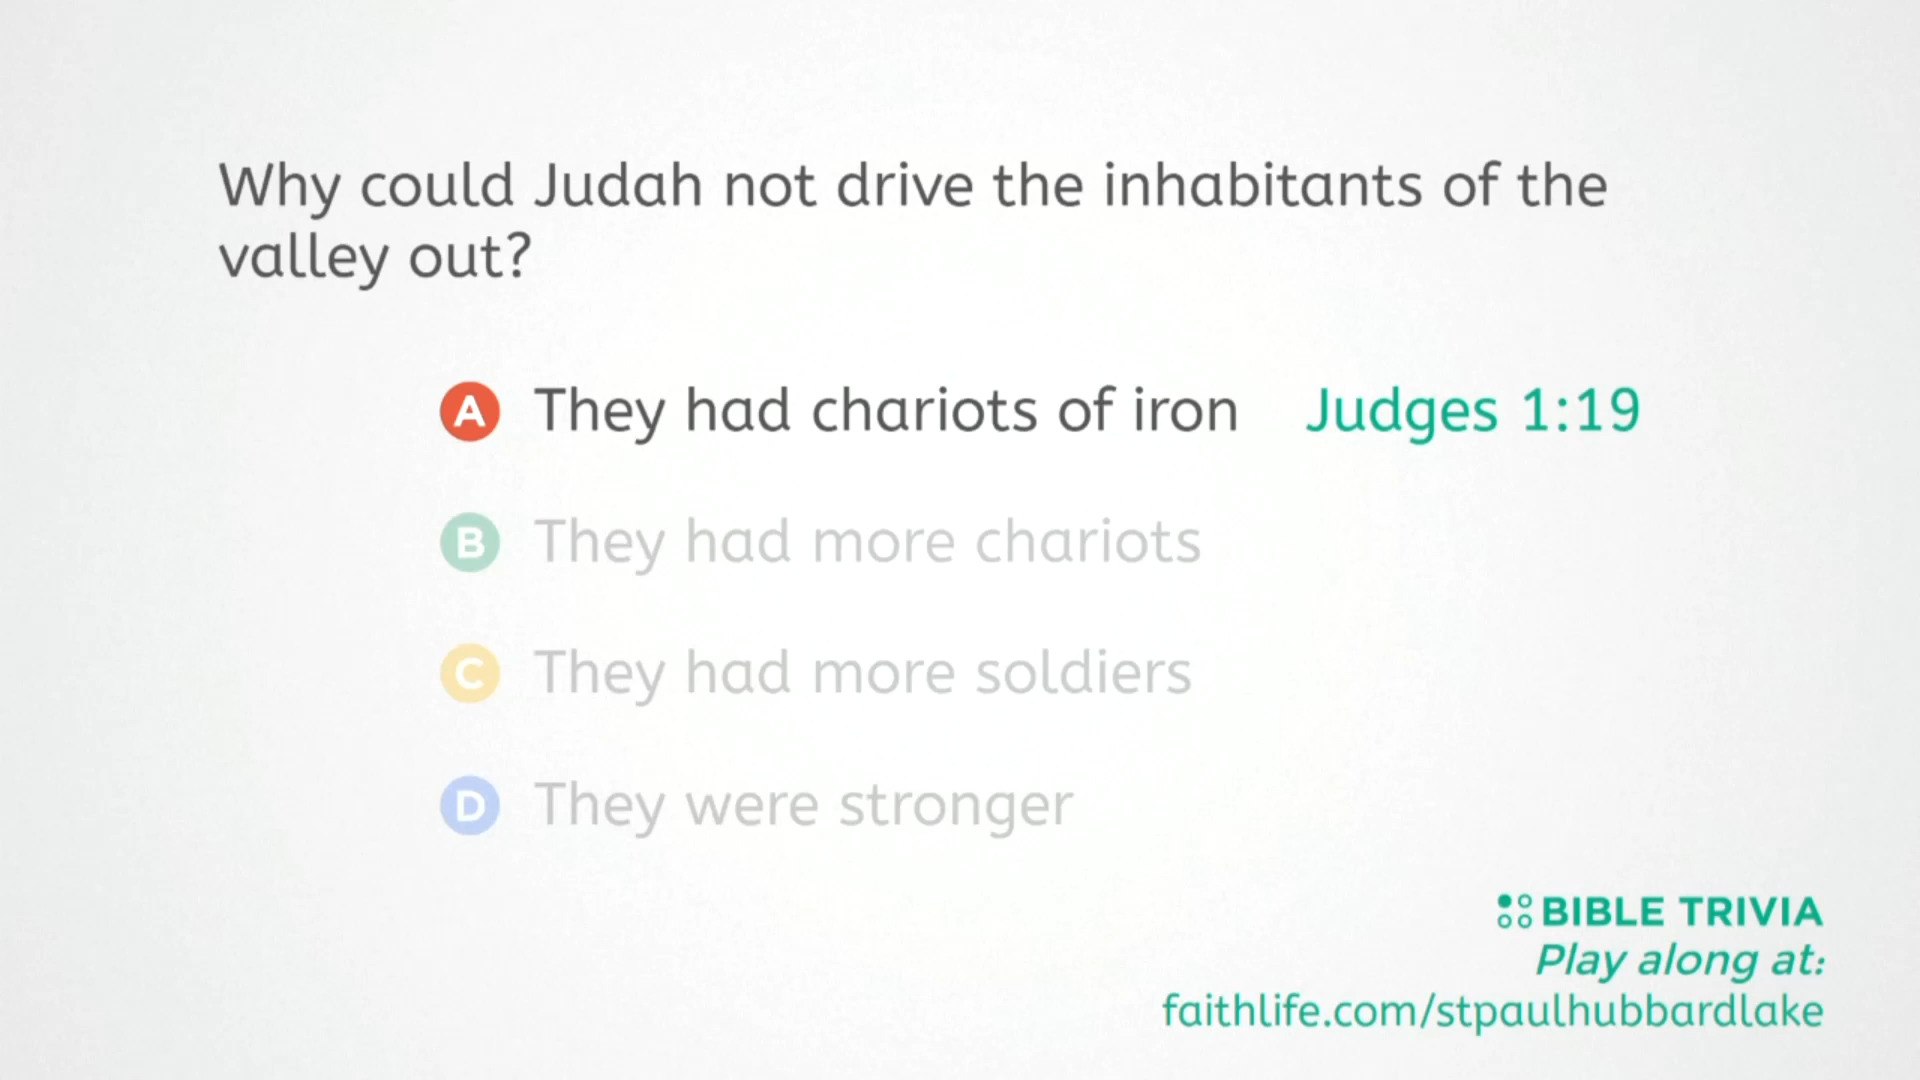 Why could Judah not drive the inhabitants of the
valley out?
A They had chariots of iron Judges 1:19
B They had more chariots
C They had more soldiers
D They were stronger
BIBLE TRIVIA
Play along at:
faithlife.com/stpaulhubbardlake